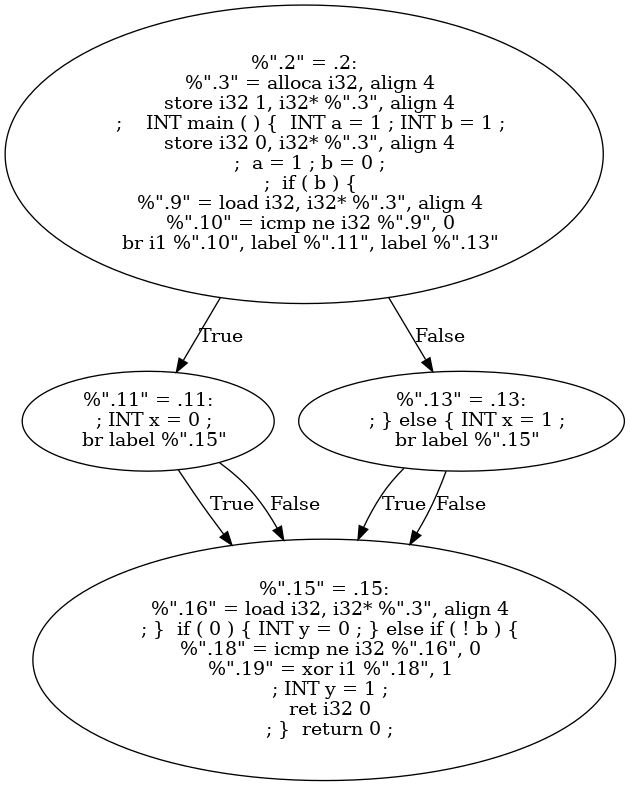 %".2" = .2:
%".3" = alloca i32, align 4
store i32 1, i32* %".3", align 4
;    INT main ( ) {  INT a = 1 ; INT b = 1 ;
store i32 0, i32* %".3", align 4
;  a = 1 ; b = 0 ;
;  if ( b ) {
%".9" = load i32, i32* %".3", align 4
%".10" = icmp ne i32 %".9", 0
br i1 %".10", label %".11", label %".13"
True
False
%".11" = .11:
; INT x = 0 ;
br label %".15"
%".13" = .13:
; } else { INT x = 1 ;
br label %".15"
True
False
True
False
%".15" = .15:
%".16" = load i32, i32* %".3", align 4
; }  if ( 0 ) { INT y = 0 ; } else if ( ! b ) {
%".18" = icmp ne i32 %".16", 0
%".19" = xor i1 %".18", 1
; INT y = 1 ;
ret i32 0
; }  return 0 ;